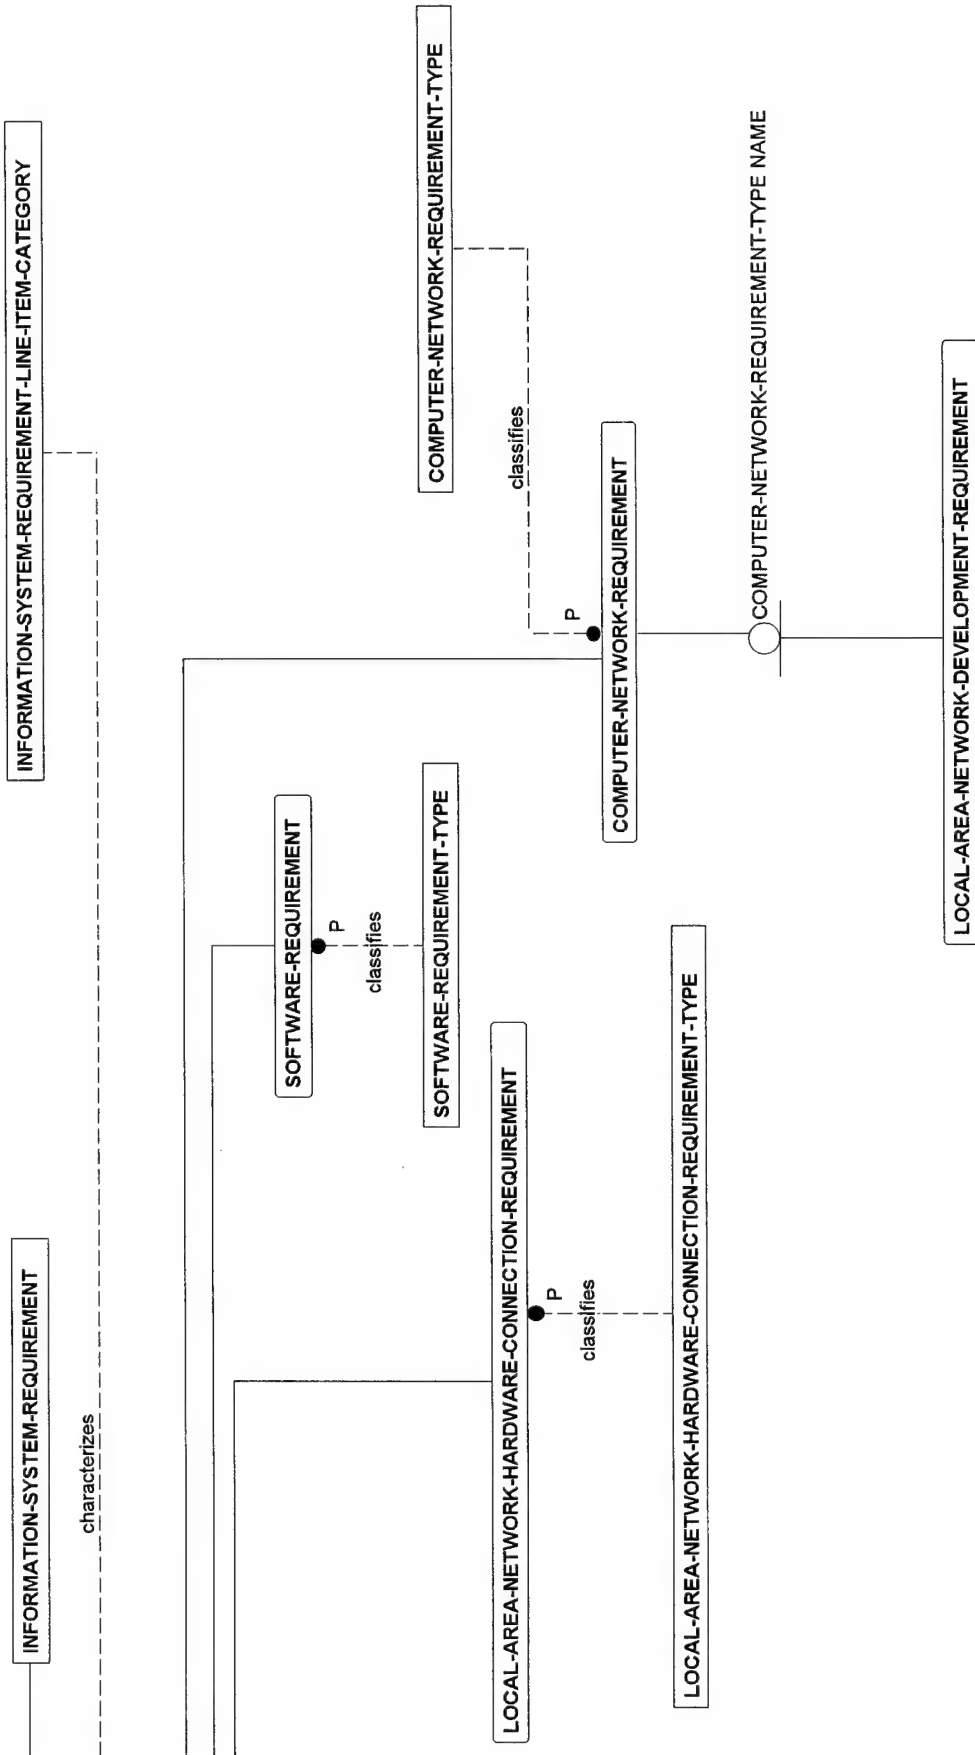 INFORMATION-SYSTEM-REQUIREMENT
INFORMATION-SYSTEM-REQUIREMENT-LINE-ITEM-CATEGORY
characterizes
SOFTWARE-REQUIREMENT
P
classifies
SOFTWARE-REQUIREMENT-TYPE
COMPUTER-NETWORK-REQUIREMENT-TYPE
classifies
P
COMPUTER-NETWORK-REQUIREMENT
COMPUTER-NETWORK-REQUIREMENT-TYPE NAME
LOCAL-AREA-NETWORK-HARDWARE-CONNECTION-REQUIREMENT
P
classifies
LOCAL-AREA-NETWORK-HARDWARE-CONNECTION-REQUIREMENT-TYPE
LOCAL-AREA-NETWORK-DEVELOPMENT-REQUIREMENT